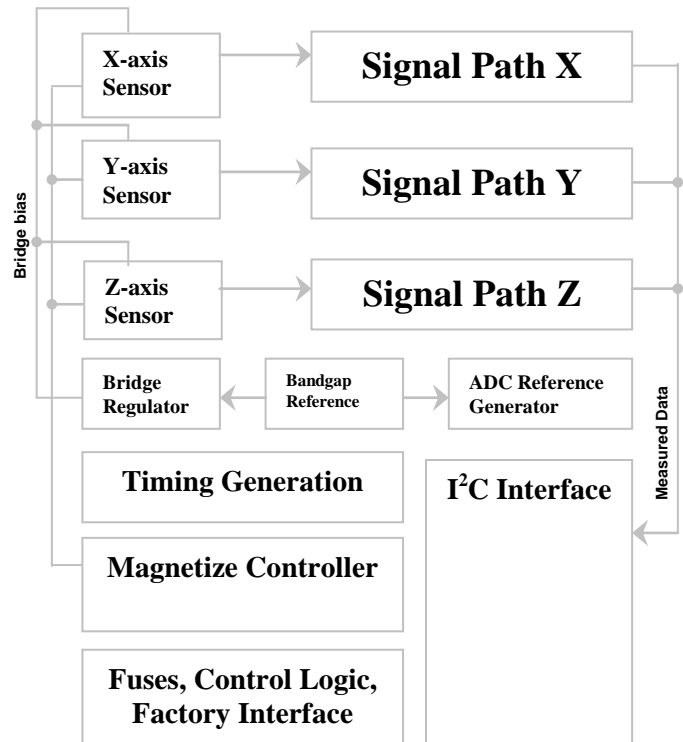 X-axis
Sensor
Signal Path X
Y-axis
Sensor
Signal Path Y
Bridge bias
Z-axis
Sensor
Signal Path Z
Bridge
Regulator
Bandgap
Reference
ADC Reference
Generator
Measured Data
Timing Generation
I²C Interface
Magnetize Controller
Fuses, Control Logic,
Factory Interface